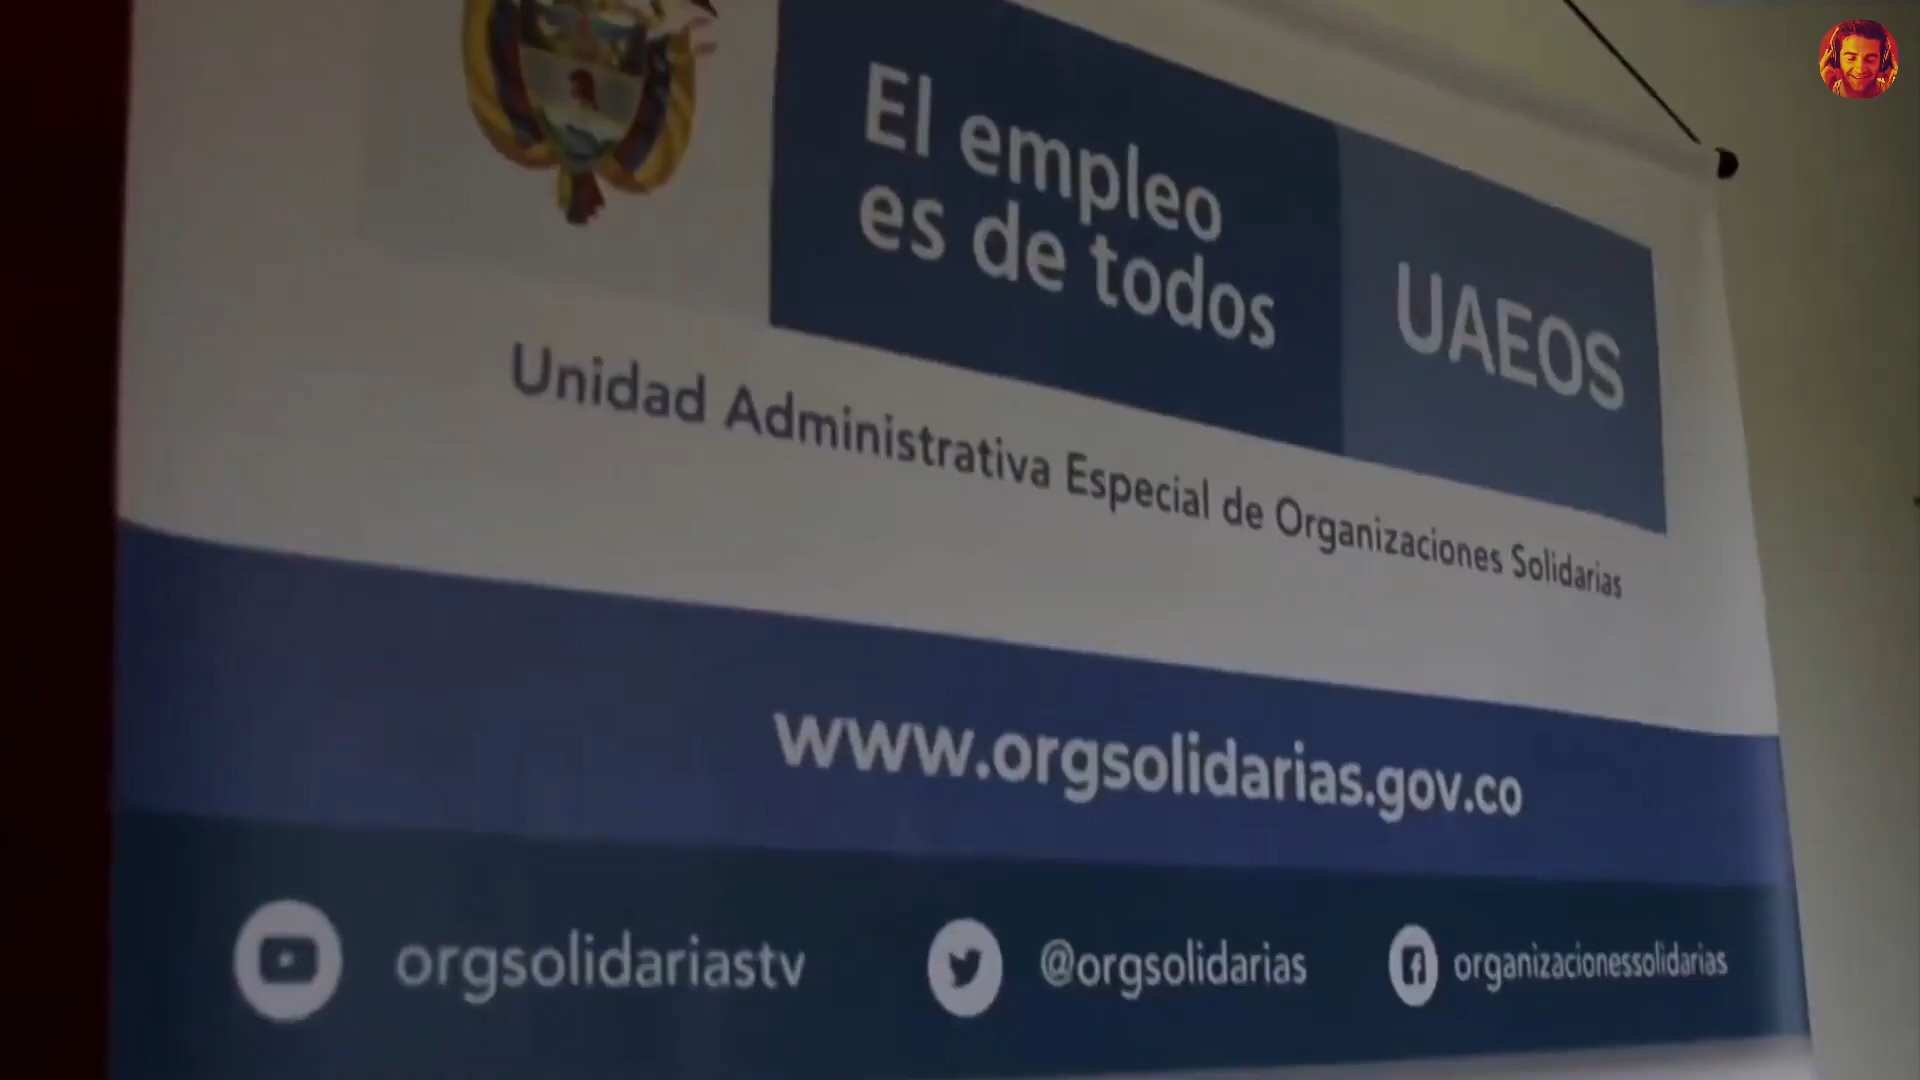 El empleo
es de todos
UAEOS
Unidad Administrativa Especial de Organizaciones Solidarias
www.orgsolidarias.gov.co
orgsolidariastv
@orgsolidarias
organizacionessolidarias